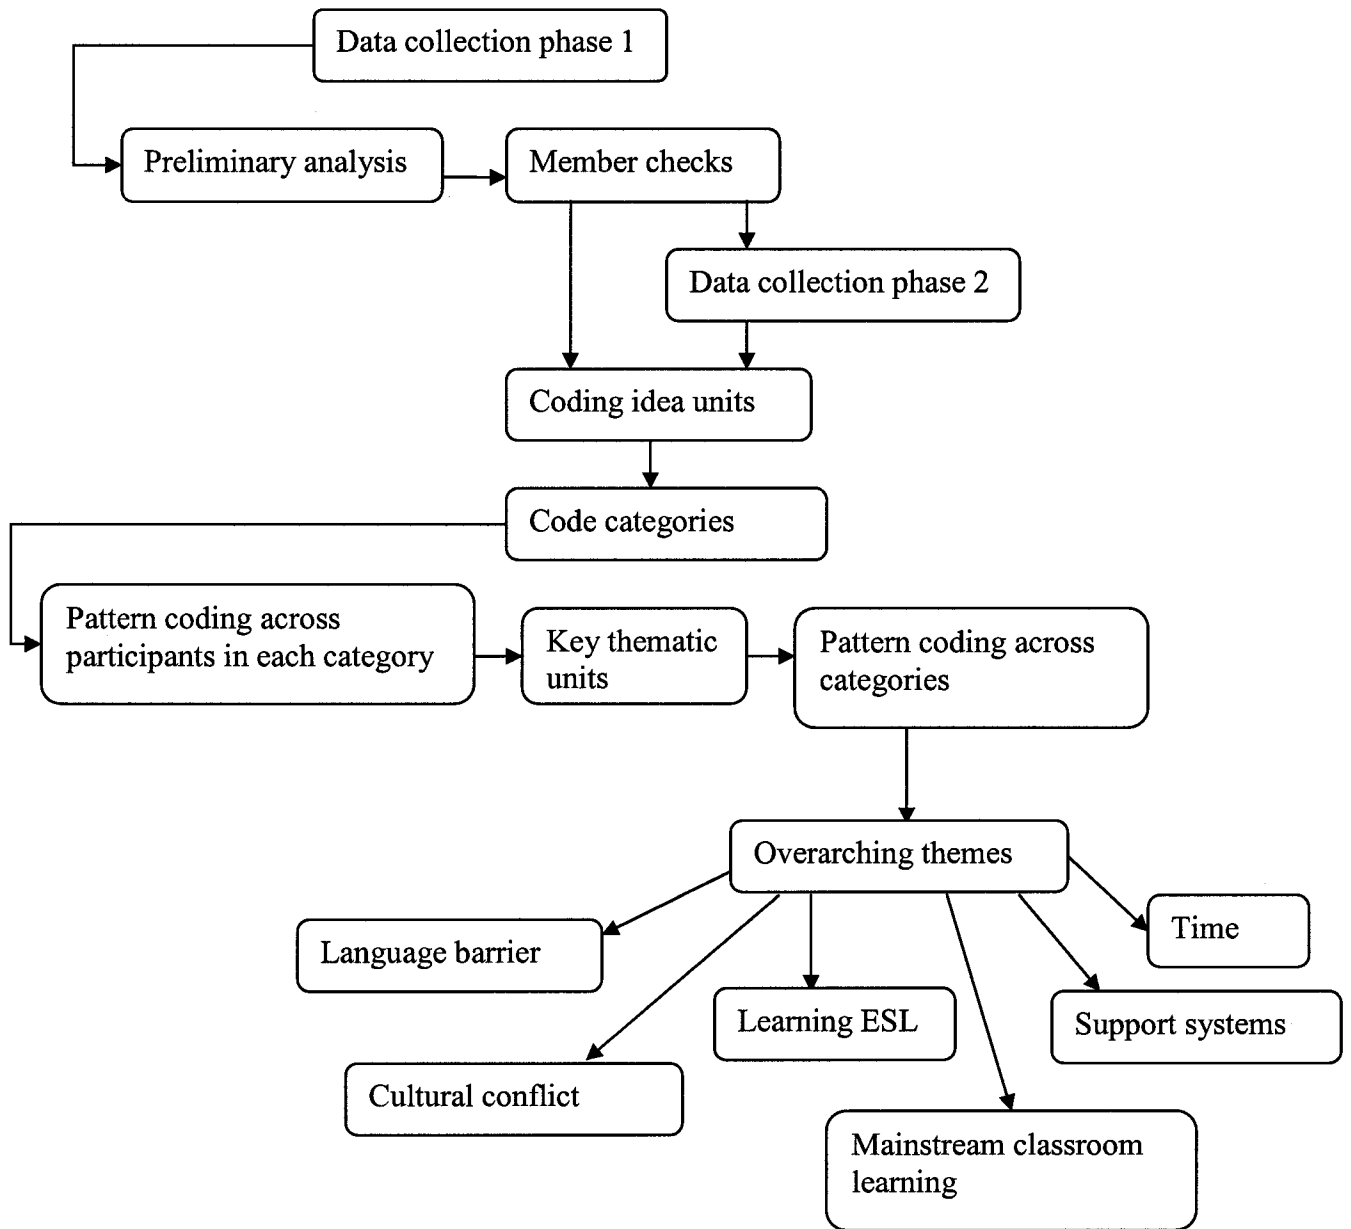 Data collection phase 1
Preliminary analysis
Member checks
Data collection phase 2
Coding idea units
Code categories
Pattern coding across
participants in each category
Key thematic
units
Pattern coding across
categories
Overarching themes
Language barrier
Cultural conflict
Learning ESL
Mainstream classroom
learning
Support systems
Time